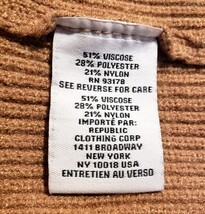 51% VISCOSE
28% POLYESTER
21% NYLON
RN 93178
SEE REVERSE FOR CARE
51% VISCOSE
28% POLYESTER
21% NYLON
IMPORTÉ PAR:
REPUBLIC
CLOTHING CORP
1411 BROADWAY
NEW YORK
NY 10018 USA
ENTRETIEN AU VERSO